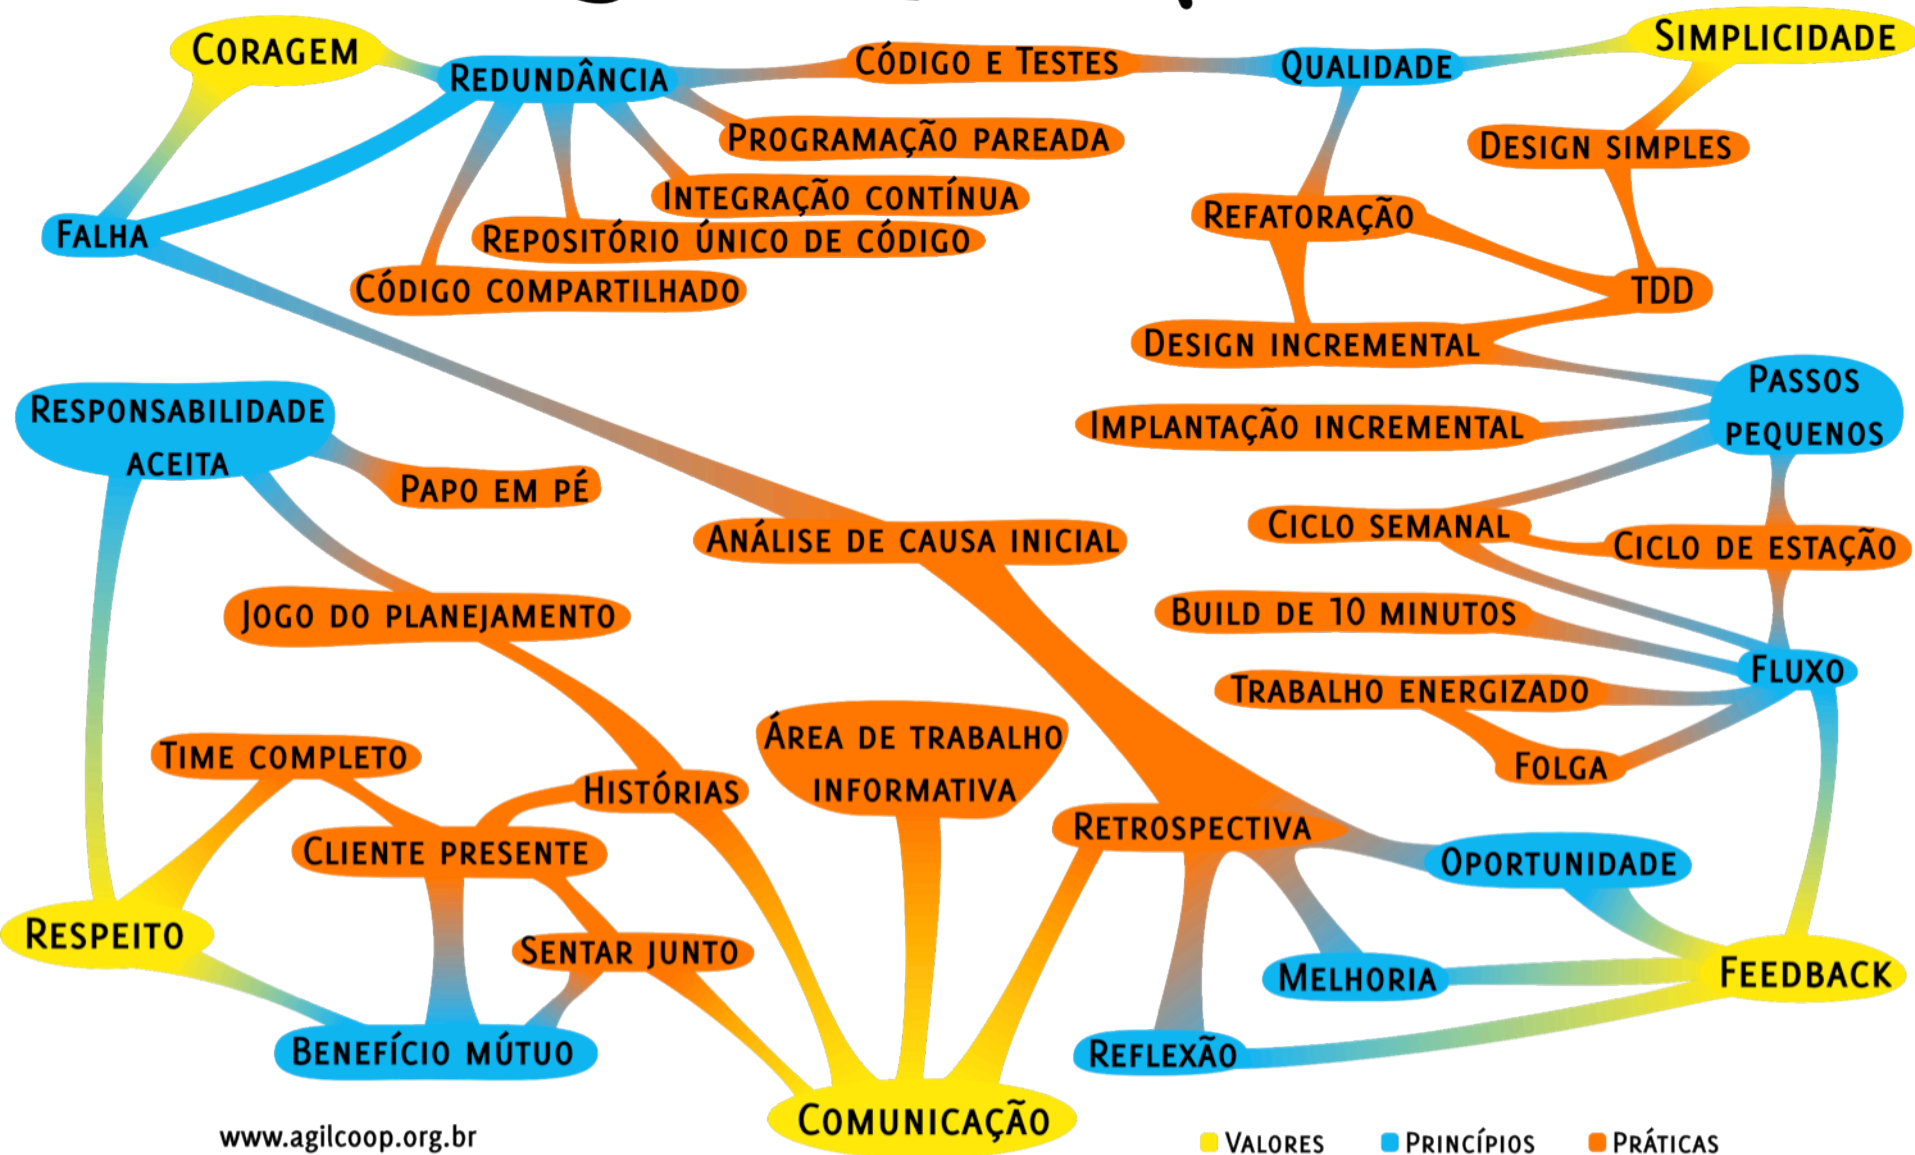 Coragem
Redundância
Código e Testes
Qualidade
Simplicidade
Programação pareada
Design simples
Integração contínua
Refatoração
Falha
Repositório único de código
Código compartilhado
TDD
Design incremental
Passos
pequenos
Responsabilidade
aceita
Implantação incremental
Papo em pé
Análise de causa inicial
Ciclo semanal
Ciclo de estação
Jogo do planejamento
Build de 10 minutos
Fluxo
Trabalho energizado
Time completo
Área de trabalho
informativa
Folga
Histórias
Retrospectiva
Cliente presente
Oportunidade
Respeito
Sentar junto
Melhoria
Feedback
Benefício mútuo
Reflexão
Comunicação
www.agilcoop.org.br
Valores
Princípios
Práticas